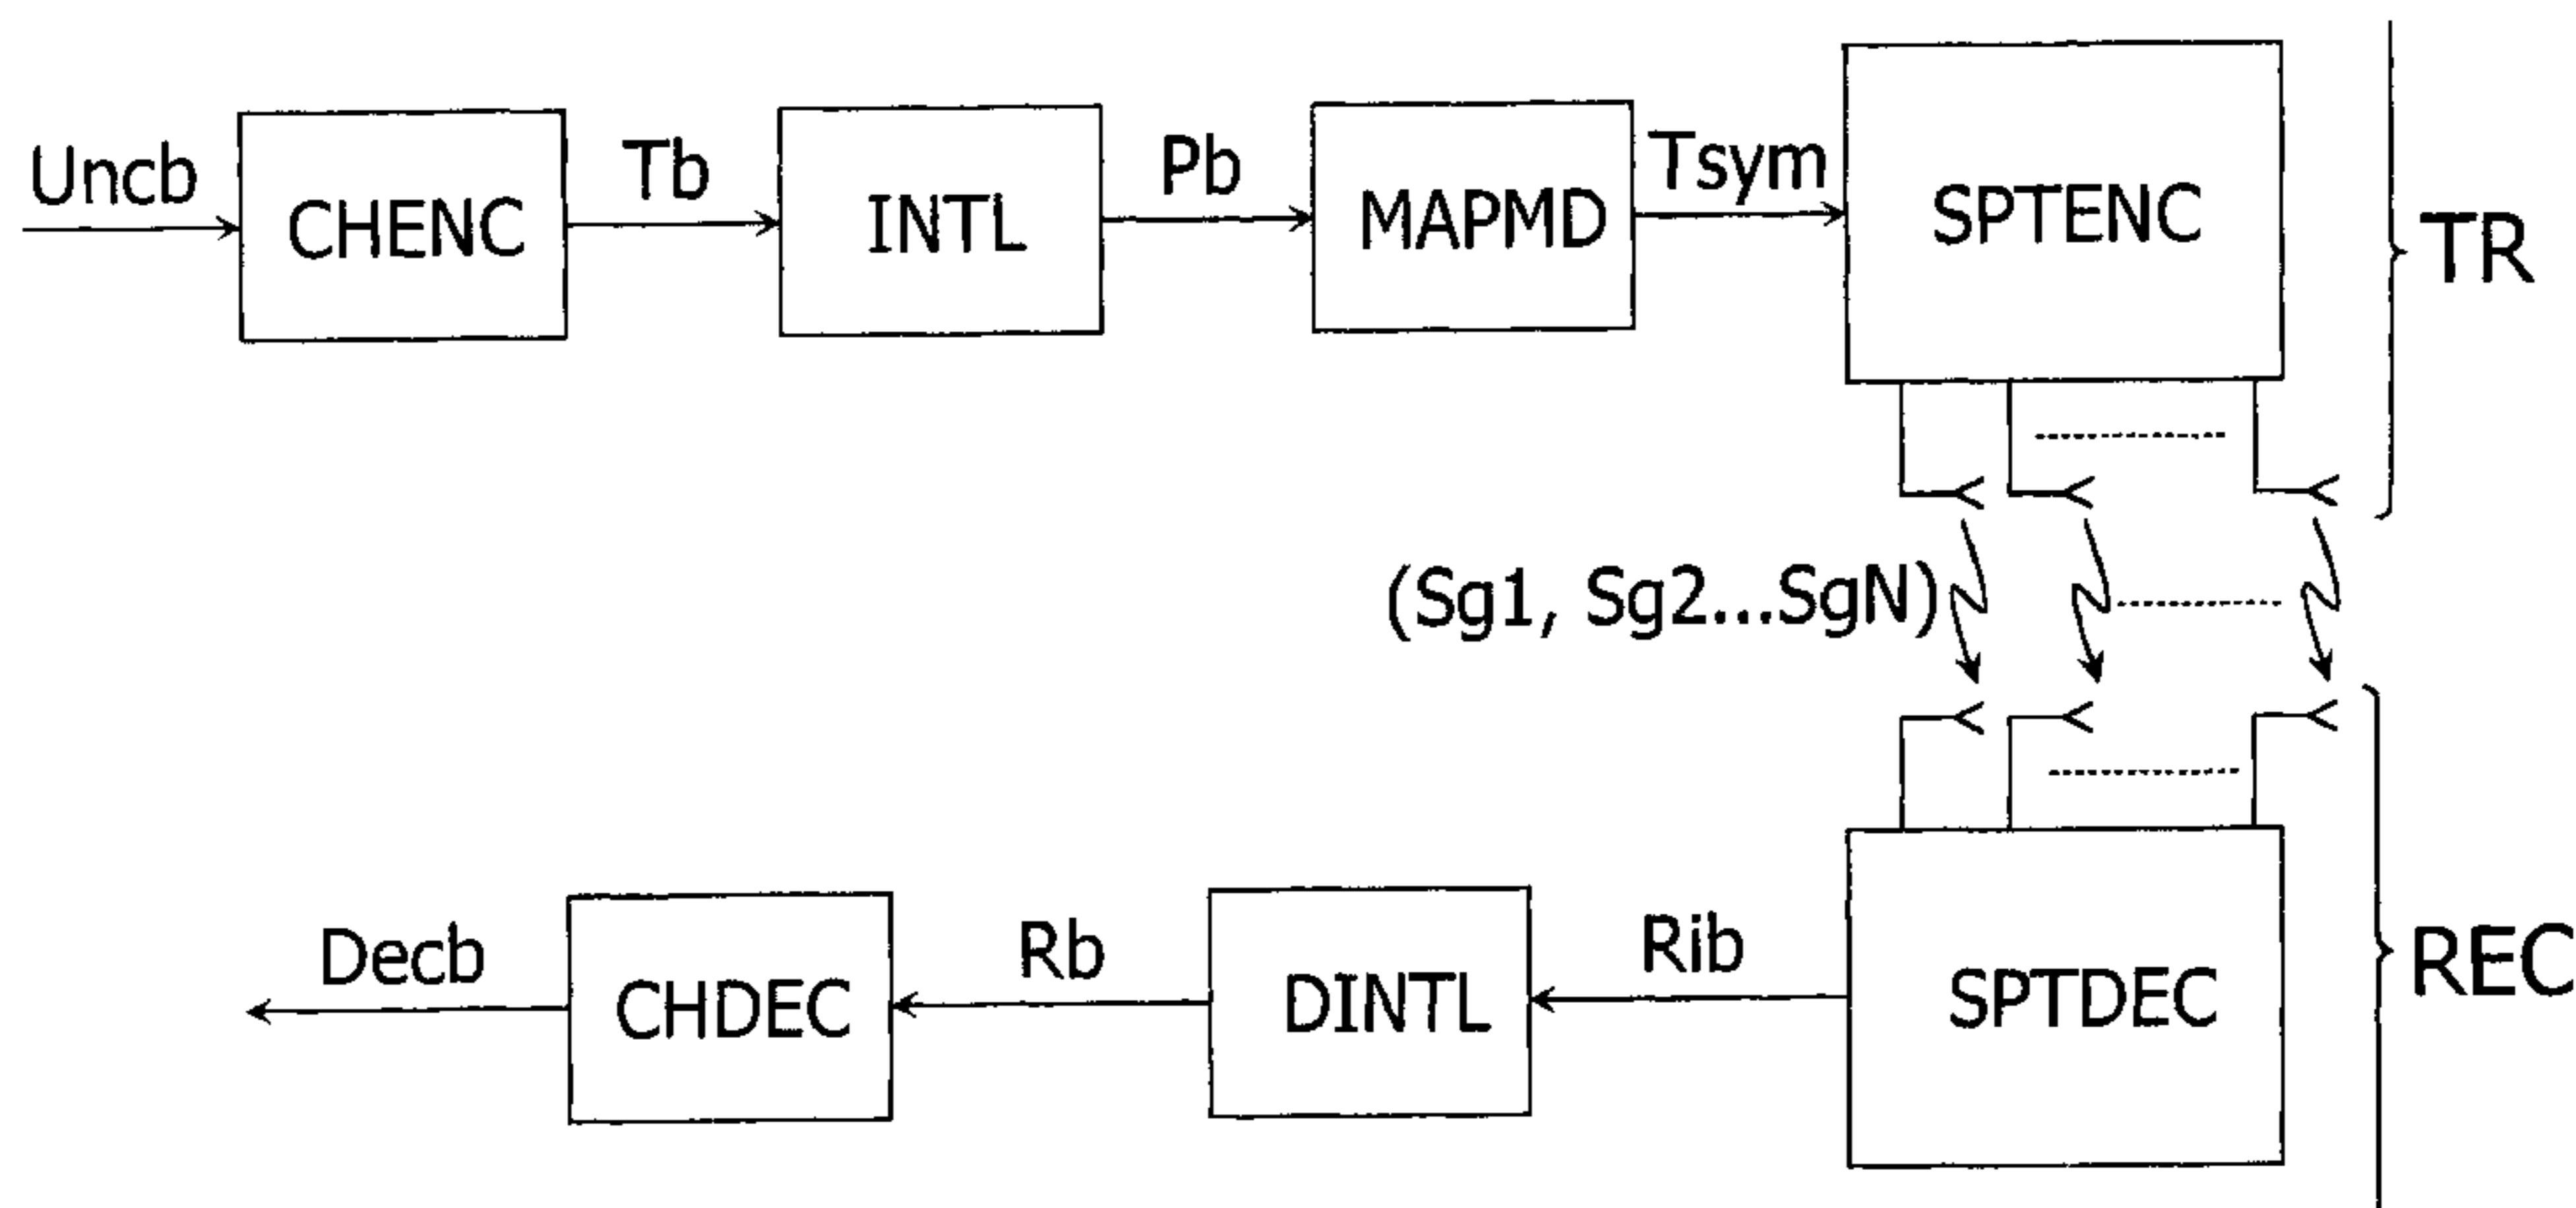 Uncb
CHENC
Tb
INTL
Pb
MAPMD
Tsym
SPTENC
TR
(Sg1, Sg2...SgN)
Decb
CHDEC
Rb
DINTL
Rib
SPTDEC
REC